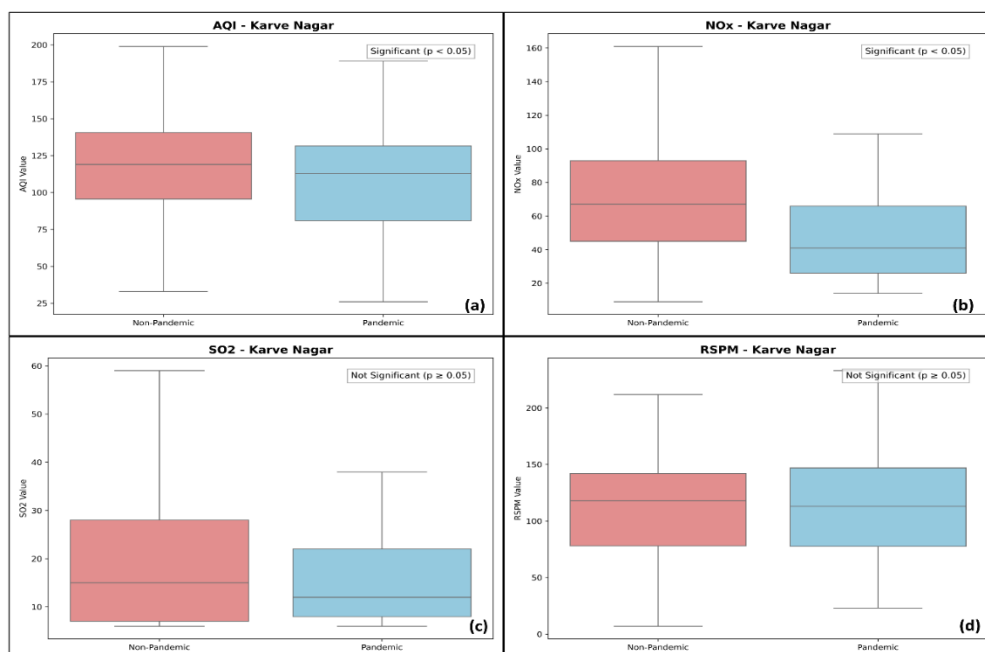 AQI - Karve Nagar
Significant (p < 0.05)
200
175
150
125
100
75
50
25
AQI Value
Non-Pandemic
Pandemic
(a)
NOx - Karve Nagar
Significant (p < 0.05)
160
140
120
100
80
60
40
20
NOx Value
Non-Pandemic
Pandemic
(b)
SO2 - Karve Nagar
Not Significant (p ≥ 0.05)
60
50
40
30
20
10
SO2 Value
Non-Pandemic
Pandemic
(c)
RSPM - Karve Nagar
Not Significant (p ≥ 0.05)
200
150
100
50
0
RSPM Value
Non-Pandemic
Pandemic
(d)